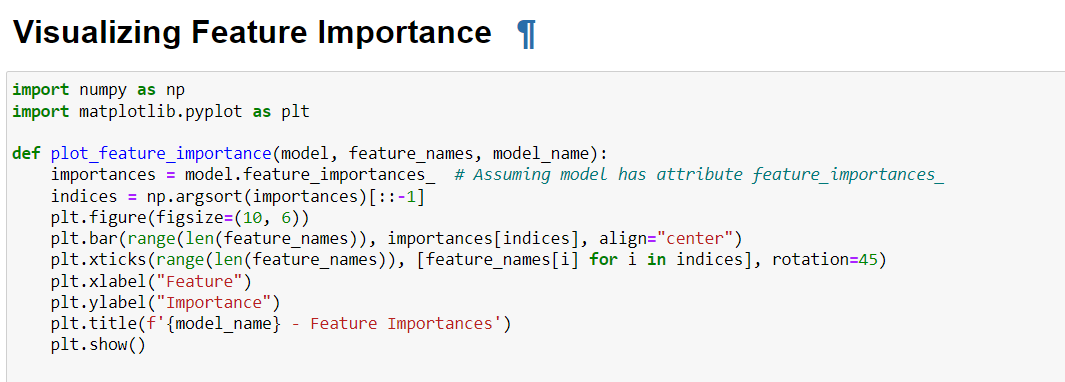 Visualizing Feature Importance ¶
import numpy as np
import matplotlib.pyplot as plt
def plot_feature_importance(model, feature_names, model_name):
    importances = model.feature_importances_  # Assuming model has attribute feature_importances_
    indices = np.argsort(importances)[::-1]
    plt.figure(figsize=(10, 6))
    plt.bar(range(len(feature_names)), importances[indices], align="center")
    plt.xticks(range(len(feature_names)), [feature_names[i] for i in indices], rotation=45)
    plt.xlabel("Feature")
    plt.ylabel("Importance")
    plt.title(f'{model_name} - Feature Importances')
    plt.show()